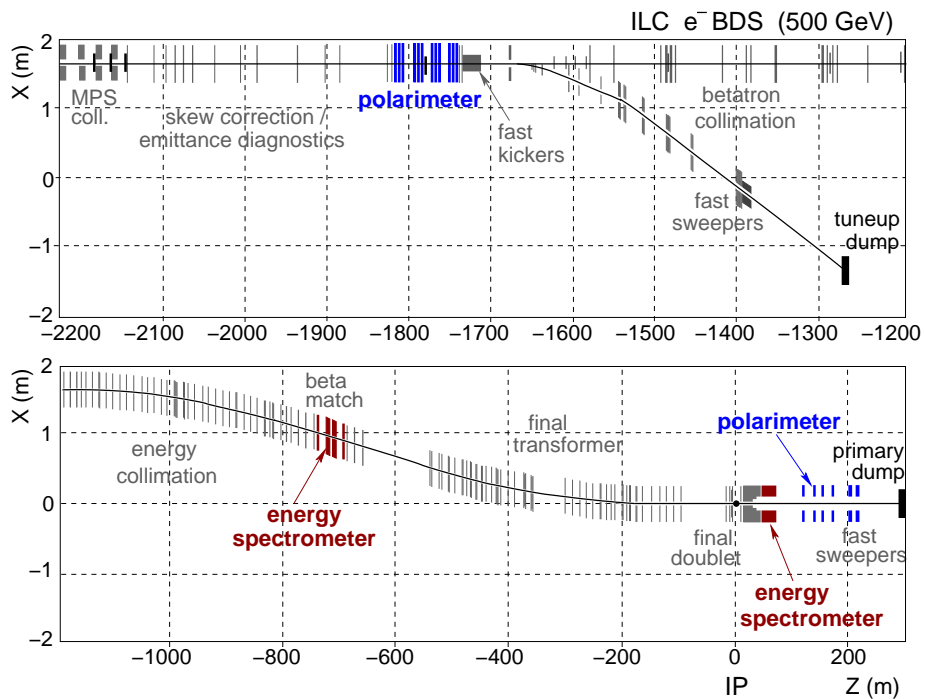 ILC e⁻ BDS (500 GeV)
X (m)
2
1
0
−1
−2
MPS
coll.
skew correction /
emittance diagnostics
polarimeter
fast
kickers
betatron
collimation
fast
sweepers
tuneup
dump
−2200 −2100 −2000 −1900 −1800 −1700 −1600 −1500 −1400 −1300 −1200
X (m)
2
1
0
−1
−2
energy
collimation
beta
match
energy
spectrometer
final
transformer
polarimeter
primary
dump
final
doublet
fast
sweepers
energy
spectrometer
−1000 −800 −600 −400 −200 0 200
IP Z (m)